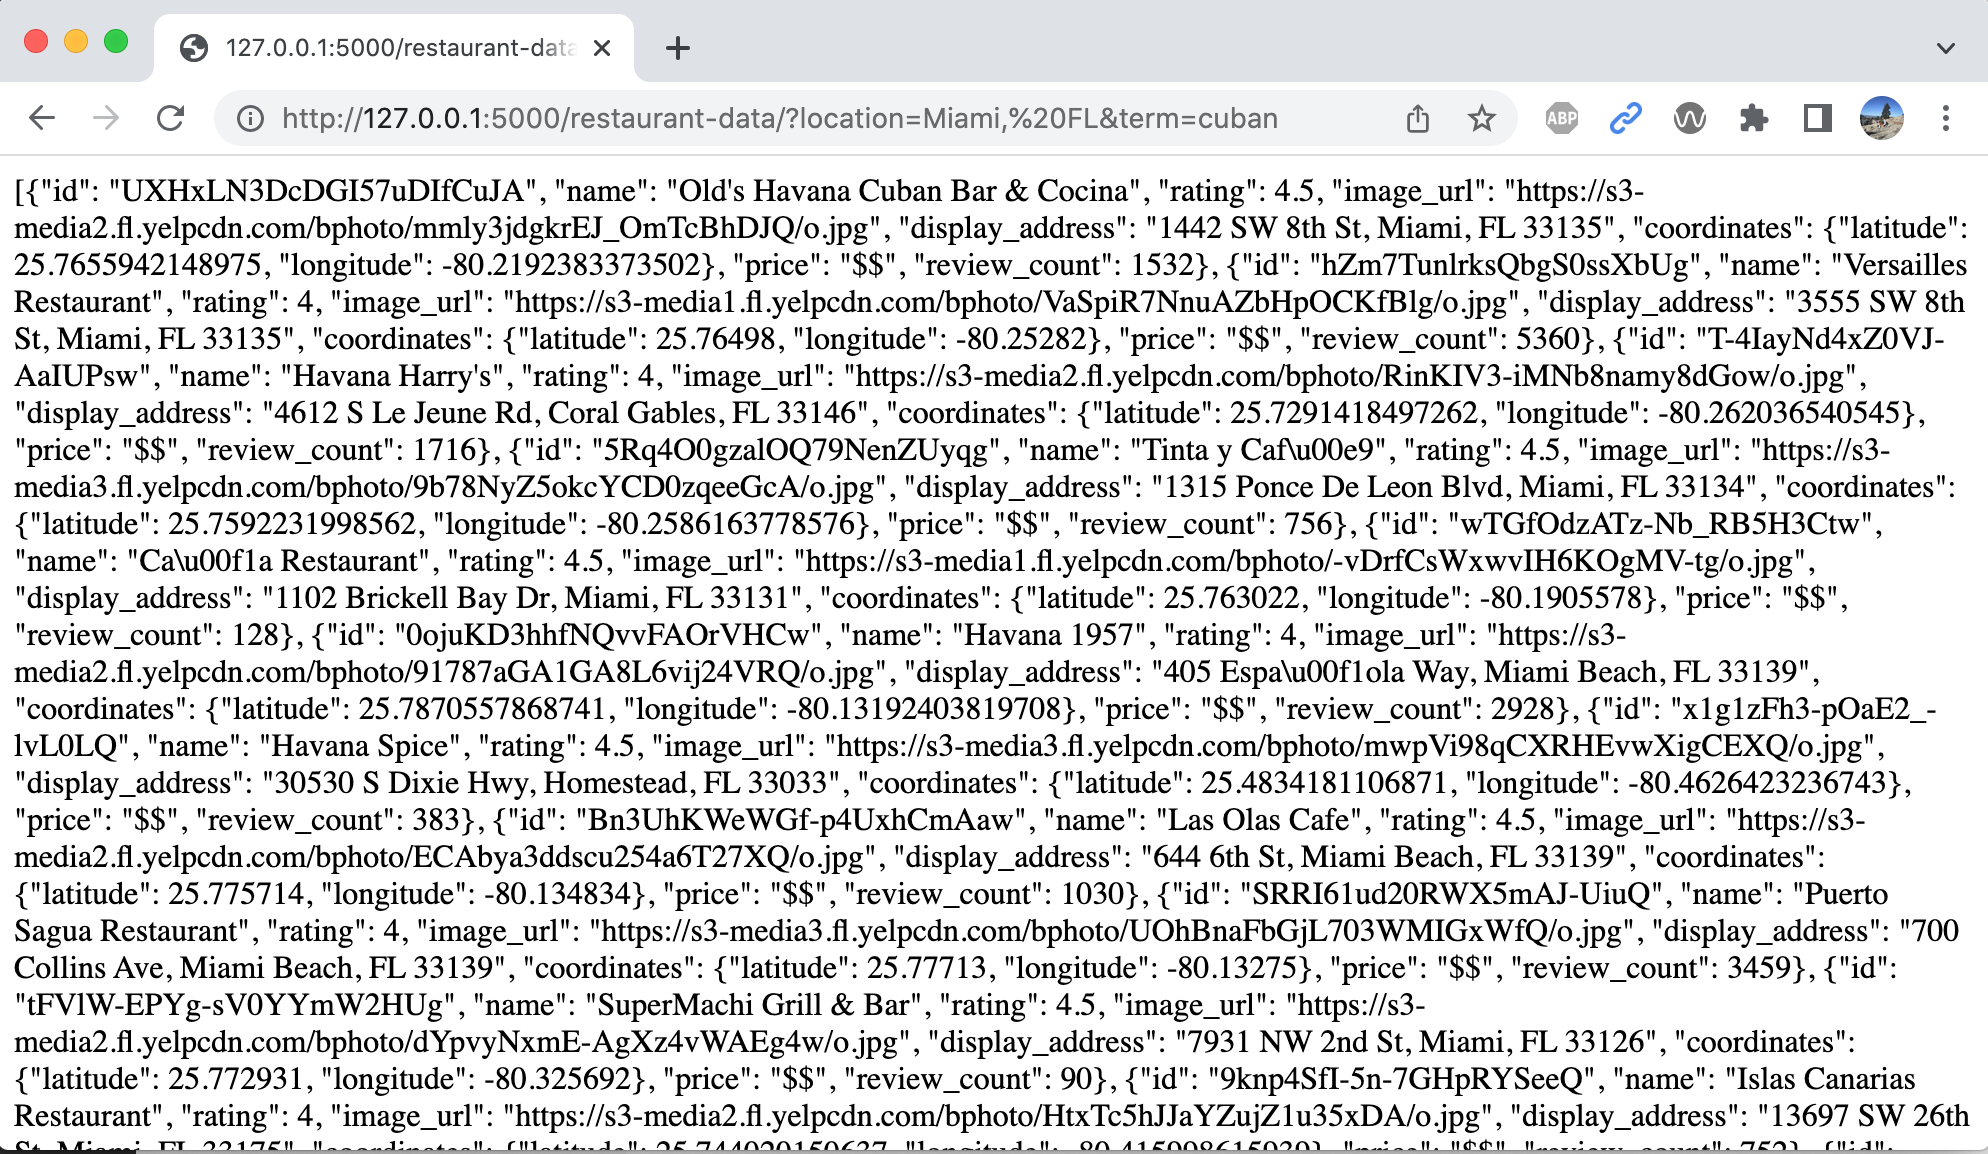 127.0.0.1:5000/restaurant-data
http://127.0.0.1:5000/restaurant-data/?location=Miami,%20FL&term=cuban
ABP
[{"id": "UXHxLN3DcDGI57uDIfCuJA", "name": "Old's Havana Cuban Bar & Cocina", "rating": 4.5, "image_url": "https://s3-
media2.fl.yelpcdn.com/bphoto/mmly3jdgkrEJ_OmTcBhDJQ/o.jpg", "display_address": "1442 SW 8th St, Miami, FL 33135", "coordinates": {"latitude":
25.7655942148975, "longitude": -80.2192383373502}, "price": "$$", "review_count": 1532}, {"id": "hZm7TunlrksQbgS0ssXbUg", "name": "Versailles
Restaurant", "rating": 4, "image_url": "https://s3-media1.fl.yelpcdn.com/bphoto/VaSpiR7NnuAZbHpOCKfBlg/o.jpg", "display_address": "3555 SW 8th
St, Miami, FL 33135", "coordinates": {"latitude": 25.76498, "longitude": -80.25282}, "price": "$$", "review_count": 5360}, {"id": "T-4IayNd4xZ0VJ-
AaIUPsw", "name": "Havana Harry's", "rating": 4, "image_url": "https://s3-media2.fl.yelpcdn.com/bphoto/RinKIV3-iMNb8namy8dGow/o.jpg",
"display_address": "4612 S Le Jeune Rd, Coral Gables, FL 33146", "coordinates": {"latitude": 25.7291418497262, "longitude": -80.262036540545},
"price": "$$", "review_count": 1716}, {"id": "5Rq4O0gzalOQ79NenZUyqg", "name": "Tinta y Caf\u00e9", "rating": 4.5, "image_url": "https://s3-
media3.fl.yelpcdn.com/bphoto/9b78NyZ5okcYCD0zqeeGcA/o.jpg", "display_address": "1315 Ponce De Leon Blvd, Miami, FL 33134", "coordinates":
{"latitude": 25.7592231998562, "longitude": -80.2586163778576}, "price": "$$", "review_count": 756}, {"id": "wTGfOdzATz-Nb_RB5H3Ctw",
"name": "Ca\u00f1a Restaurant", "rating": 4.5, "image_url": "https://s3-media1.fl.yelpcdn.com/bphoto/-vDrfCsWxwvIH6KOgMV-tg/o.jpg",
"display_address": "1102 Brickell Bay Dr, Miami, FL 33131", "coordinates": {"latitude": 25.763022, "longitude": -80.1905578}, "price": "$$",
"review_count": 128}, {"id": "0ojuKD3hhfNQvvFAOrVHCw", "name": "Havana 1957", "rating": 4, "image_url": "https://s3-
media2.fl.yelpcdn.com/bphoto/91787aGA1GA8L6vij24VRQ/o.jpg", "display_address": "405 Espa\u00f1ola Way, Miami Beach, FL 33139",
"coordinates": {"latitude": 25.7870557868741, "longitude": -80.13192403819708}, "price": "$$", "review_count": 2928}, {"id": "x1g1zFh3-pOaE2_-
lvL0LQ", "name": "Havana Spice", "rating": 4.5, "image_url": "https://s3-media3.fl.yelpcdn.com/bphoto/mwpVi98qCXRHEvwXigCEXQ/o.jpg",
"display_address": "30530 S Dixie Hwy, Homestead, FL 33033", "coordinates": {"latitude": 25.4834181106871, "longitude": -80.4626423236743},
"price": "$$", "review_count": 383}, {"id": "Bn3UhKWeWGf-p4UxhCmAaw", "name": "Las Olas Cafe", "rating": 4.5, "image_url": "https://s3-
media2.fl.yelpcdn.com/bphoto/ECAbya3ddscu254a6T27XQ/o.jpg", "display_address": "644 6th St, Miami Beach, FL 33139", "coordinates":
{"latitude": 25.775714, "longitude": -80.134834}, "price": "$$", "review_count": 1030}, {"id": "SRRI61ud20RWX5mAJ-UiuQ", "name": "Puerto
Sagua Restaurant", "rating": 4, "image_url": "https://s3-media3.fl.yelpcdn.com/bphoto/UOhBnaFbGjL703WMIGxWfQ/o.jpg", "display_address": "700
Collins Ave, Miami Beach, FL 33139", "coordinates": {"latitude": 25.77713, "longitude": -80.13275}, "price": "$$", "review_count": 3459}, {"id":
"tFVlW-EPYg-sV0YYmW2HUg", "name": "SuperMachi Grill & Bar", "rating": 4.5, "image_url": "https://s3-
media2.fl.yelpcdn.com/bphoto/dYpvyNxmE-AgXz4vWAEg4w/o.jpg", "display_address": "7931 NW 2nd St, Miami, FL 33126", "coordinates":
{"latitude": 25.772931, "longitude": -80.325692}, "price": "$$", "review_count": 90}, {"id": "9knp4SfI-5n-7GHpRYSeeQ", "name": "Islas Canarias
Restaurant", "rating": 4, "image_url": "https://s3-media2.fl.yelpcdn.com/bphoto/HtxTc5hJJaYZujZ1u35xDA/o.jpg", "display_address": "13697 SW 26th
St, Miami, FL 33175", "coordinates": {"latitude": "longitude": "price": "$$", "review_count": 752}, {"id":